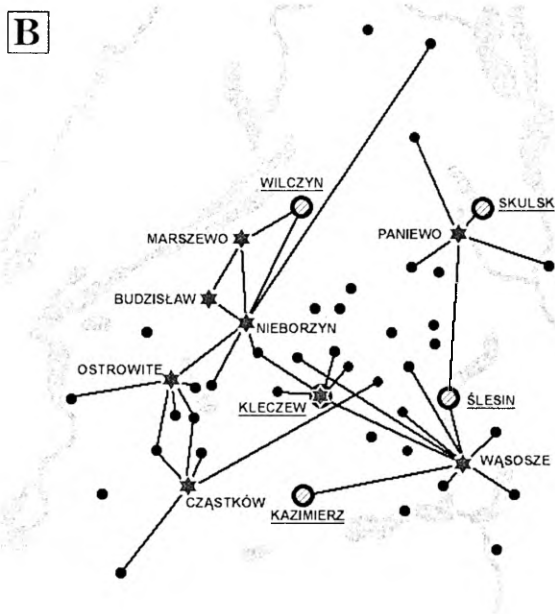 B
WILCZYN
SKULSK
MARSZEWO
PANIEWO
BUDZISŁAW
NIEBORZYN
OSTROWITE
KLECZEW
ŚLESIN
WĄSOSZE
CZĄSTKÓW
KAZIMIERZ